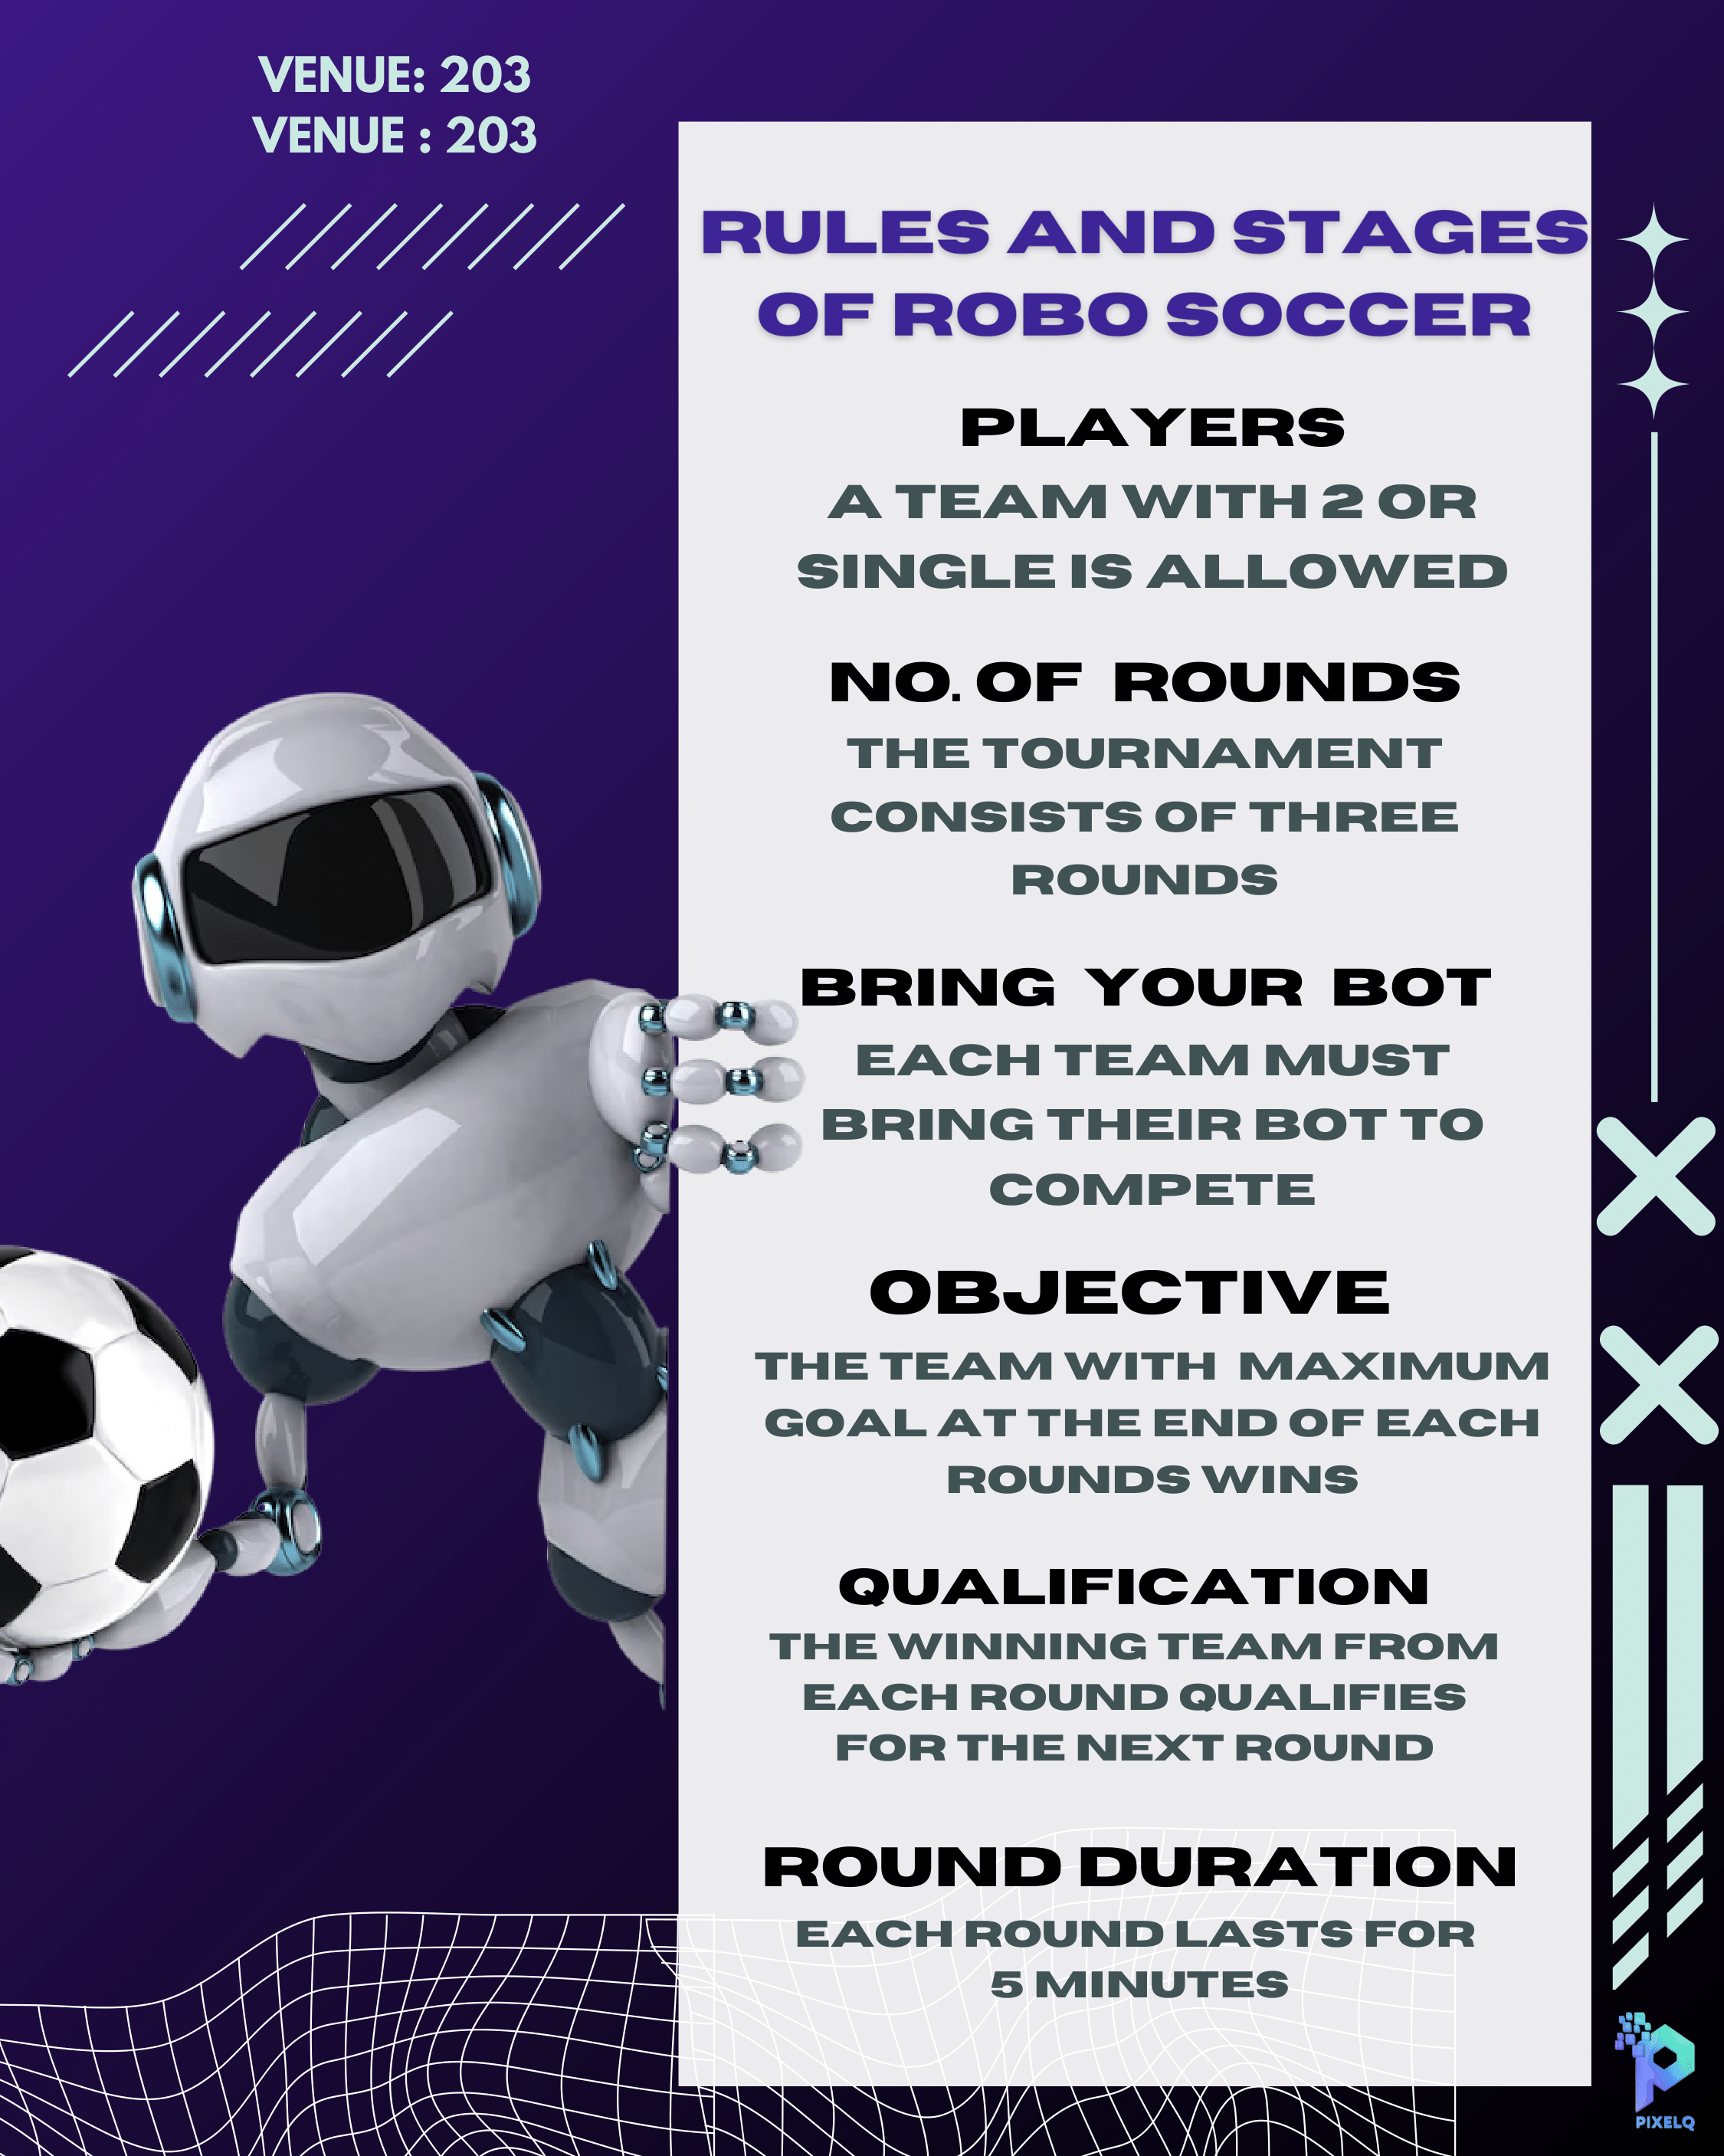 VENUE: 203
VENUE : 203
RULES AND STAGES
OF ROBO SOCCER
PLAYERS
A TEAM WITH 2 OR
SINGLE IS ALLOWED
NO. OF ROUNDS
THE TOURNAMENT
CONSISTS OF THREE
ROUNDS
BRING YOUR BOT
EACH TEAM MUST
BRING THEIR BOT TO
COMPETE
OBJECTIVE
THE TEAM WITH MAXIMUM
GOAL AT THE END OF EACH
ROUNDS WINS
QUALIFICATION
THE WINNING TEAM FROM
EACH ROUND QUALIFIES
FOR THE NEXT ROUND
ROUND DURATION
EACH ROUND LASTS FOR
5 MINUTES
PIXELQ